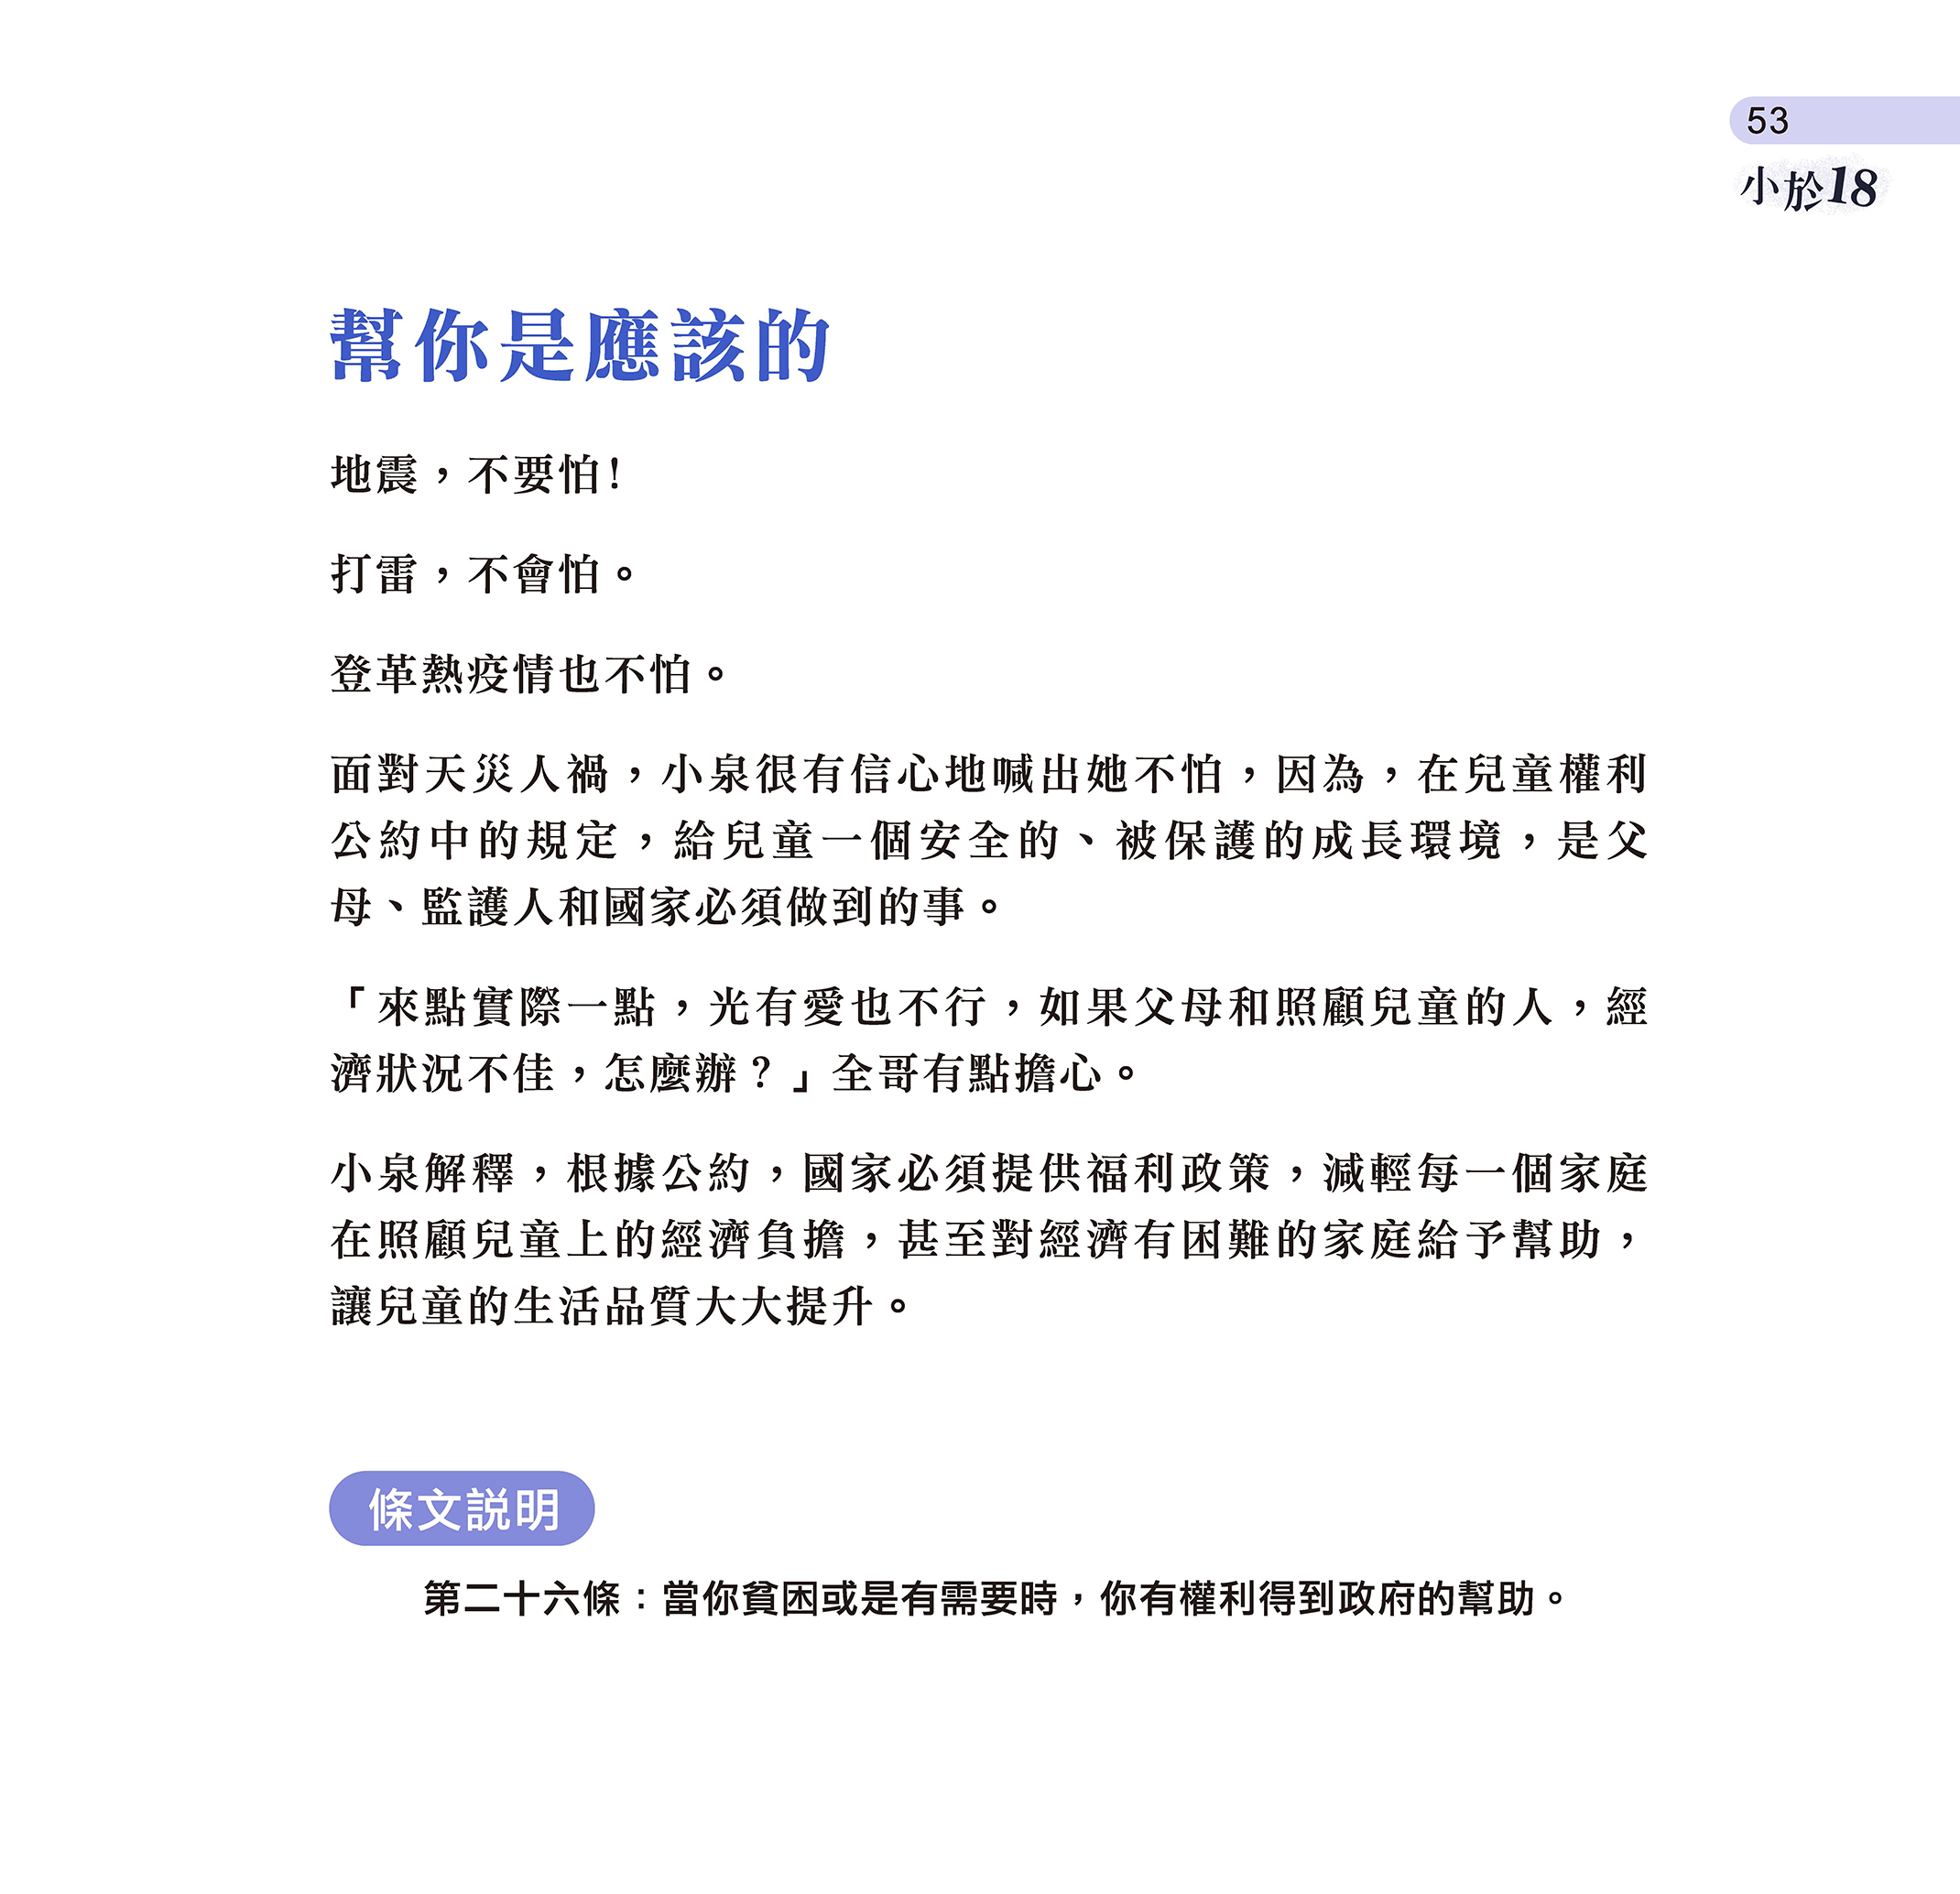 53
小於18
幫你是應該的
地震，不要怕！
打雷，不會怕。
登革熱疫情也不怕。
面對天災人禍，小泉很有信心地喊出她不怕，因為，在兒童權利
公約中的規定，給兒童一個安全的、被保護的成長環境，是父
母、監護人和國家必須做到的事。
「來點實際一點，光有愛也不行，如果父母和照顧兒童的人，經
濟狀況不佳，怎麼辦？」全哥有點擔心。
小泉解釋，根據公約，國家必須提供福利政策，減輕每一個家庭
在照顧兒童上的經濟負擔，甚至對經濟有困難的家庭給予幫助，
讓兒童的生活品質大大提升。
條文説明
第二十六條：當你貧困或是有需要時，你有權利得到政府的幫助。